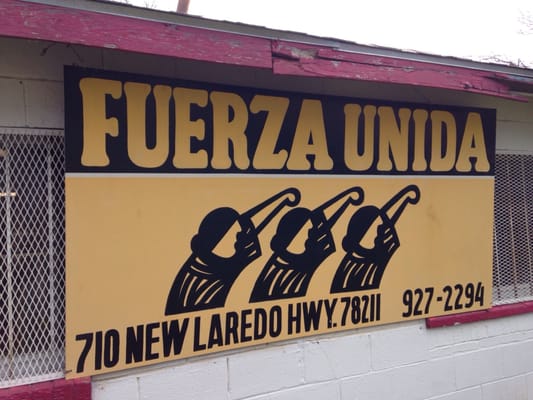 FUERZA UNIDA
710 NEW LAREDO HWY. 78211 927-2294